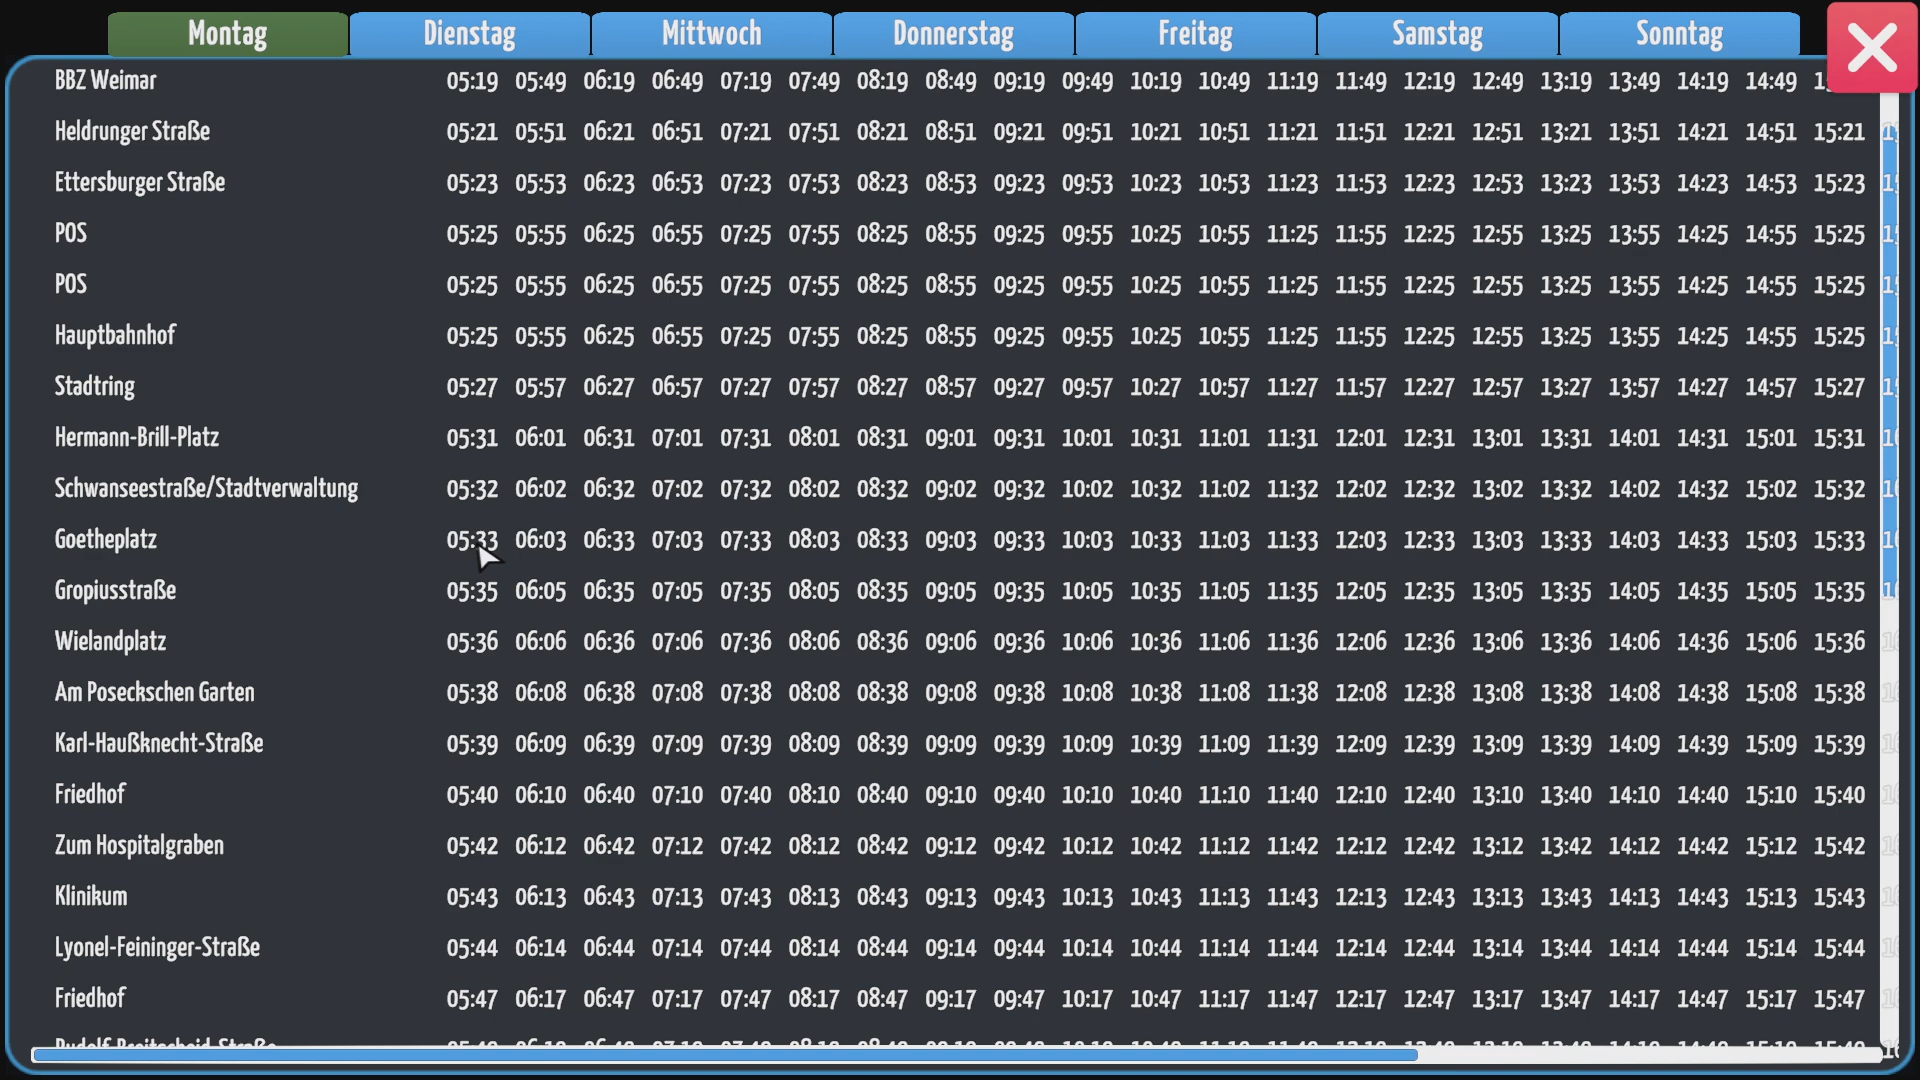 Montag Dienstag Mittwoch Donnerstag Freitag Samstag Sonntag
BBZ Weimar 05:19 05:49 06:19 06:49 07:19 07:49 08:19 08:49 09:19 09:49 10:19 10:49 11:19 11:49 12:19 12:49 13:19 13:49 14:19 14:49
Heldrunger Straße 05:21 05:51 06:21 06:51 07:21 07:51 08:21 08:51 09:21 09:51 10:21 10:51 11:21 11:51 12:21 12:51 13:21 13:51 14:21 14:51 15:21
Ettersburger Straße 05:23 05:53 06:23 06:53 07:23 07:53 08:23 08:53 09:23 09:53 10:23 10:53 11:23 11:53 12:23 12:53 13:23 13:53 14:23 14:53 15:23
POS 05:25 05:55 06:25 06:55 07:25 07:55 08:25 08:55 09:25 09:55 10:25 10:55 11:25 11:55 12:25 12:55 13:25 13:55 14:25 14:55 15:25
POS 05:25 05:55 06:25 06:55 07:25 07:55 08:25 08:55 09:25 09:55 10:25 10:55 11:25 11:55 12:25 12:55 13:25 13:55 14:25 14:55 15:25
Hauptbahnhof 05:25 05:55 06:25 06:55 07:25 07:55 08:25 08:55 09:25 09:55 10:25 10:55 11:25 11:55 12:25 12:55 13:25 13:55 14:25 14:55 15:25
Stadtring 05:27 05:57 06:27 06:57 07:27 07:57 08:27 08:57 09:27 09:57 10:27 10:57 11:27 11:57 12:27 12:57 13:27 13:57 14:27 14:57 15:27
Hermann-Brill-Platz 05:31 06:01 06:31 07:01 07:31 08:01 08:31 09:01 09:31 10:01 10:31 11:01 11:31 12:01 12:31 13:01 13:31 14:01 14:31 15:01 15:31
Schwanseestraße/Stadtverwaltung 05:32 06:02 06:32 07:02 07:32 08:02 08:32 09:02 09:32 10:02 10:32 11:02 11:32 12:02 12:32 13:02 13:32 14:02 14:32 15:02 15:32
Goetheplatz 05:33 06:03 06:33 07:03 07:33 08:03 08:33 09:03 09:33 10:03 10:33 11:03 11:33 12:03 12:33 13:03 13:33 14:03 14:33 15:03 15:33
Gropiusstraße 05:35 06:05 06:35 07:05 07:35 08:05 08:35 09:05 09:35 10:05 10:35 11:05 11:35 12:05 12:35 13:05 13:35 14:05 14:35 15:05 15:35
Wielandplatz 05:36 06:06 06:36 07:06 07:36 08:06 08:36 09:06 09:36 10:06 10:36 11:06 11:36 12:06 12:36 13:06 13:36 14:06 14:36 15:06 15:36
Am Poseckschen Garten 05:38 06:08 06:38 07:08 07:38 08:08 08:38 09:08 09:38 10:08 10:38 11:08 11:38 12:08 12:38 13:08 13:38 14:08 14:38 15:08 15:38
Karl-Haußknecht-Straße 05:39 06:09 06:39 07:09 07:39 08:09 08:39 09:09 09:39 10:09 10:39 11:09 11:39 12:09 12:39 13:09 13:39 14:09 14:39 15:09 15:39
Friedhof 05:40 06:10 06:40 07:10 07:40 08:10 08:40 09:10 09:40 10:10 10:40 11:10 11:40 12:10 12:40 13:10 13:40 14:10 14:40 15:10 15:40
Zum Hospitalgraben 05:42 06:12 06:42 07:12 07:42 08:12 08:42 09:12 09:42 10:12 10:42 11:12 11:42 12:12 12:42 13:12 13:42 14:12 14:42 15:12 15:42
Klinikum 05:43 06:13 06:43 07:13 07:43 08:13 08:43 09:13 09:43 10:13 10:43 11:13 11:43 12:13 12:43 13:13 13:43 14:13 14:43 15:13 15:43
Lyonel-Feininger-Straße 05:44 06:14 06:44 07:14 07:44 08:14 08:44 09:14 09:44 10:14 10:44 11:14 11:44 12:14 12:44 13:14 13:44 14:14 14:44 15:14 15:44
Friedhof 05:47 06:17 06:47 07:17 07:47 08:17 08:47 09:17 09:47 10:17 10:47 11:17 11:47 12:17 12:47 13:17 13:47 14:17 14:47 15:17 15:47